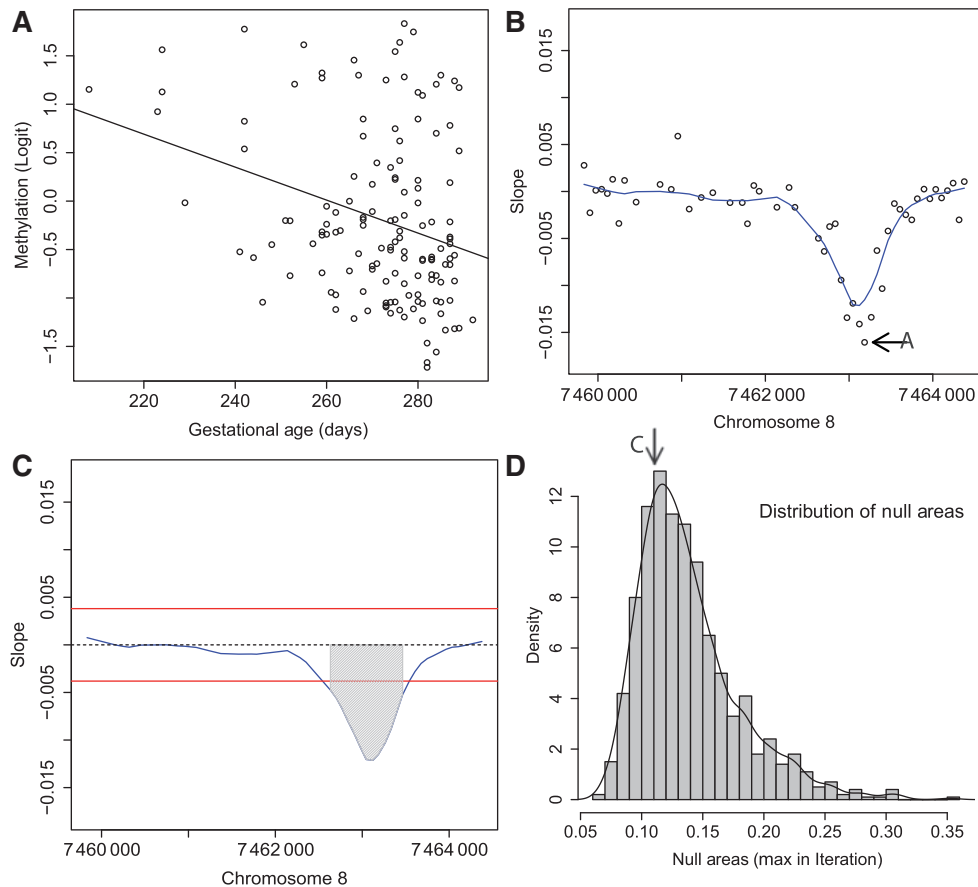 A
Methylation (Logit)
1.5
1.0
0.5
0.0
−0.5
−1.5
220 240 260 280
Gestational age (days)
B
Slope
0.015
0.005
−0.005
−0.015
A
7 460 000 7 462 000 7 464 000
Chromosome 8
C
Slope
0.015
0.005
−0.005
−0.015
7 460 000 7 462 000 7 464 000
Chromosome 8
D
C
Distribution of null areas
Density
12
10
8
6
4
2
0
0.05 0.10 0.15 0.20 0.25 0.30 0.35
Null areas (max in Iteration)